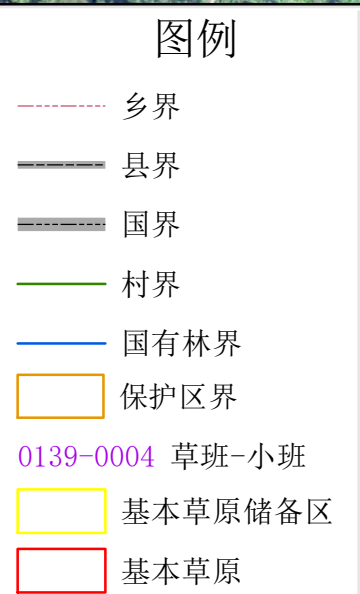 图例
乡界
县界
国界
村界
国有林界
保护区界
0139-0004 草班-小班
基本草原储备区
基本草原